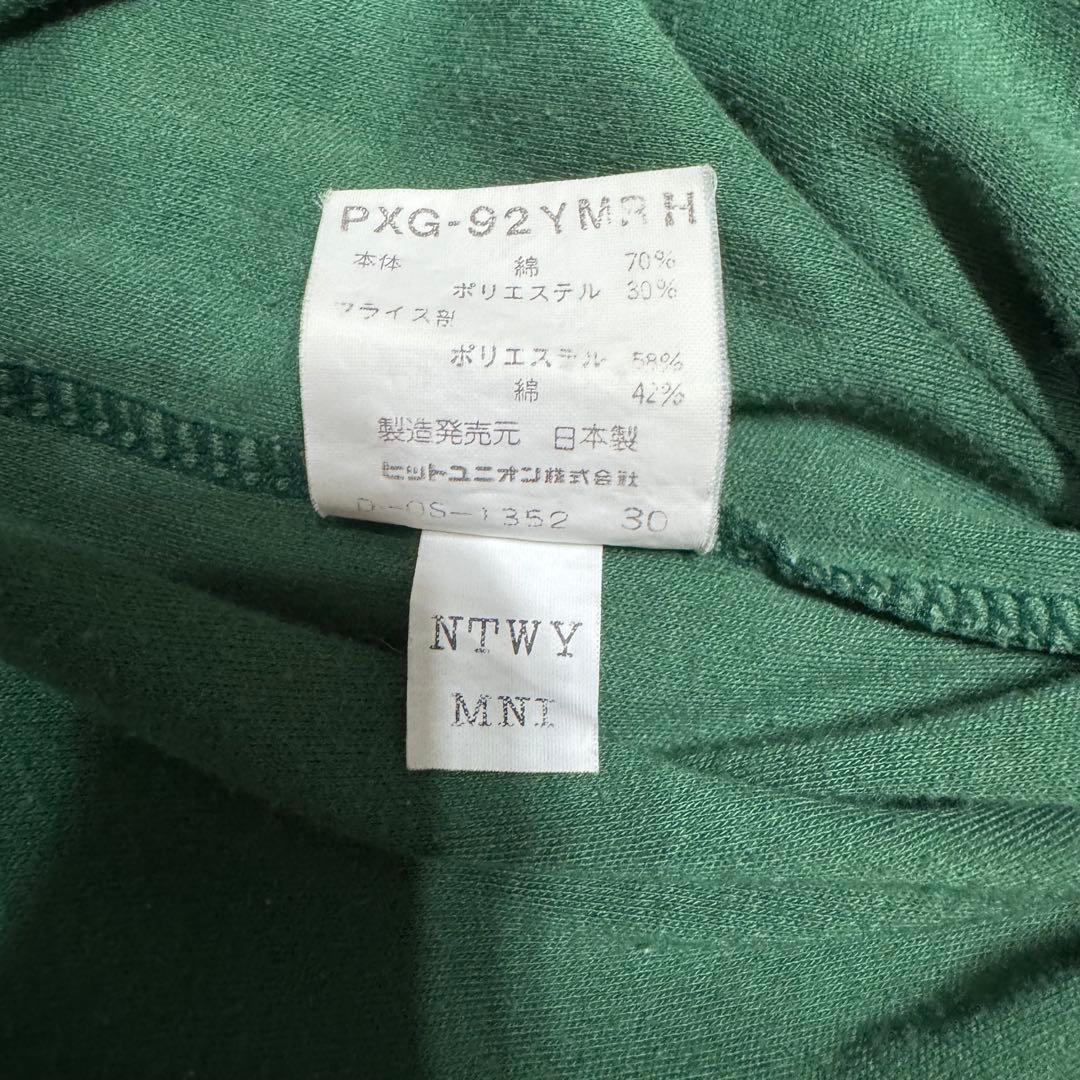 PXG-92YMRH
本体 綿 70%
ポリエステル 30%
フライス部
ポリエステル 58%
綿 42%
製造発売元 日本製
ヒットユニオン株式会社
D-OS-1352 30
NTWY
MNI